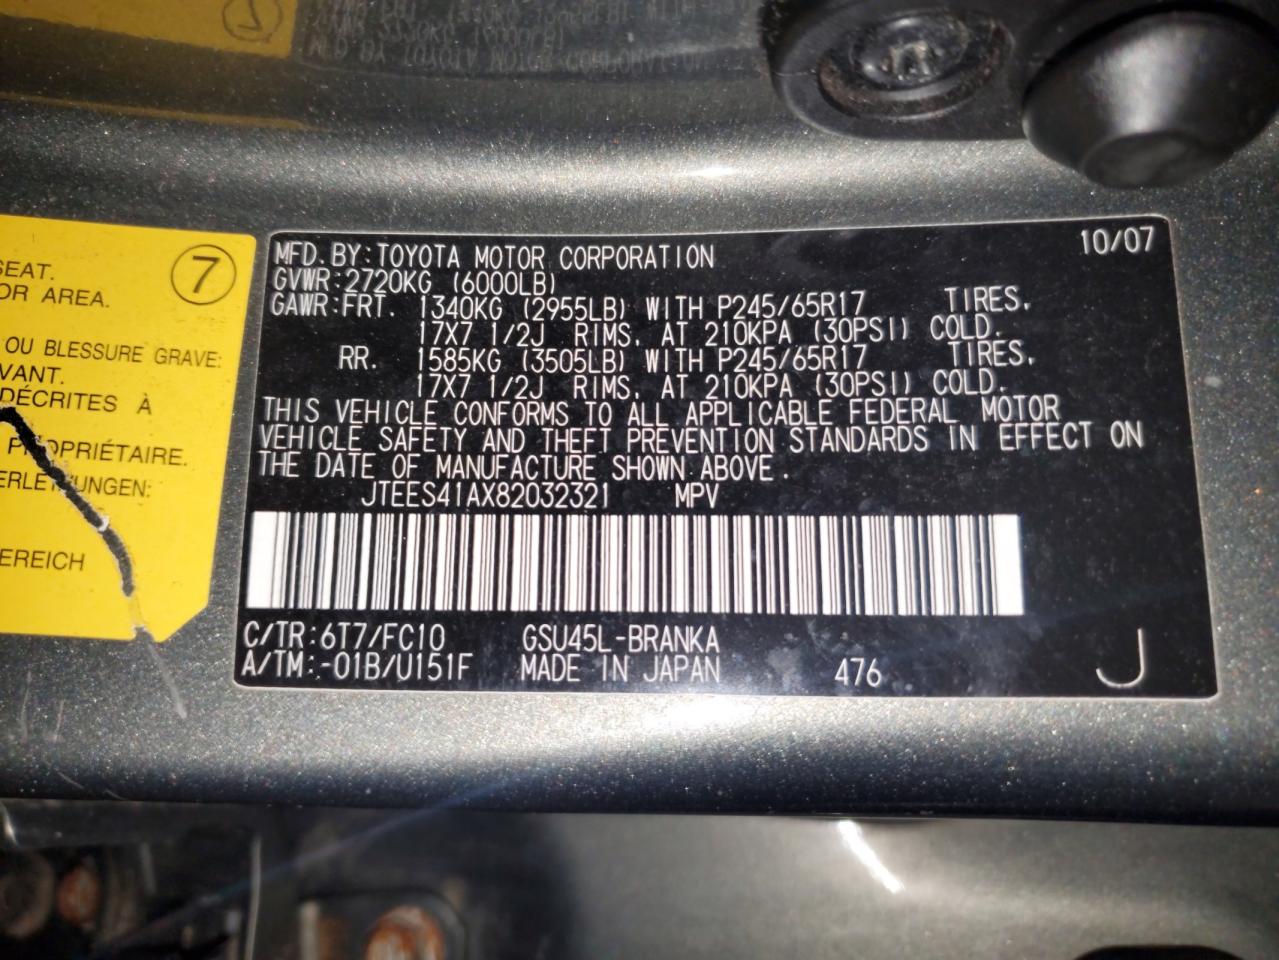 7
SEAT.
OR AREA.
OU BLESSURE GRAVE:
DÉCRITES À
PROPRIÉTAIRE.
EREICH
MFD. BY: TOYOTA MOTOR CORPORATION 10/07
GVWR: 2720KG (6000LB)
GAWR: FRT. 1340KG (2955LB) WITH P245/65R17 TIRES,
17X7 1/2J RIMS, AT 210KPA (30PSI) COLD.
RR. 1585KG (3505LB) WITH P245/65R17 TIRES,
17X7 1/2J RIMS, AT 210KPA (30PSI) COLD.
THIS VEHICLE CONFORMS TO ALL APPLICABLE FEDERAL MOTOR
VEHICLE SAFETY AND THEFT PREVENTION STANDARDS IN EFFECT ON
THE DATE OF MANUFACTURE SHOWN ABOVE.
JTEES41AX82032321 MPV
C/TR: 6T7/FC10 GSU45L-BRANKA
A/TM: -01B/U151F MADE IN JAPAN 476 J